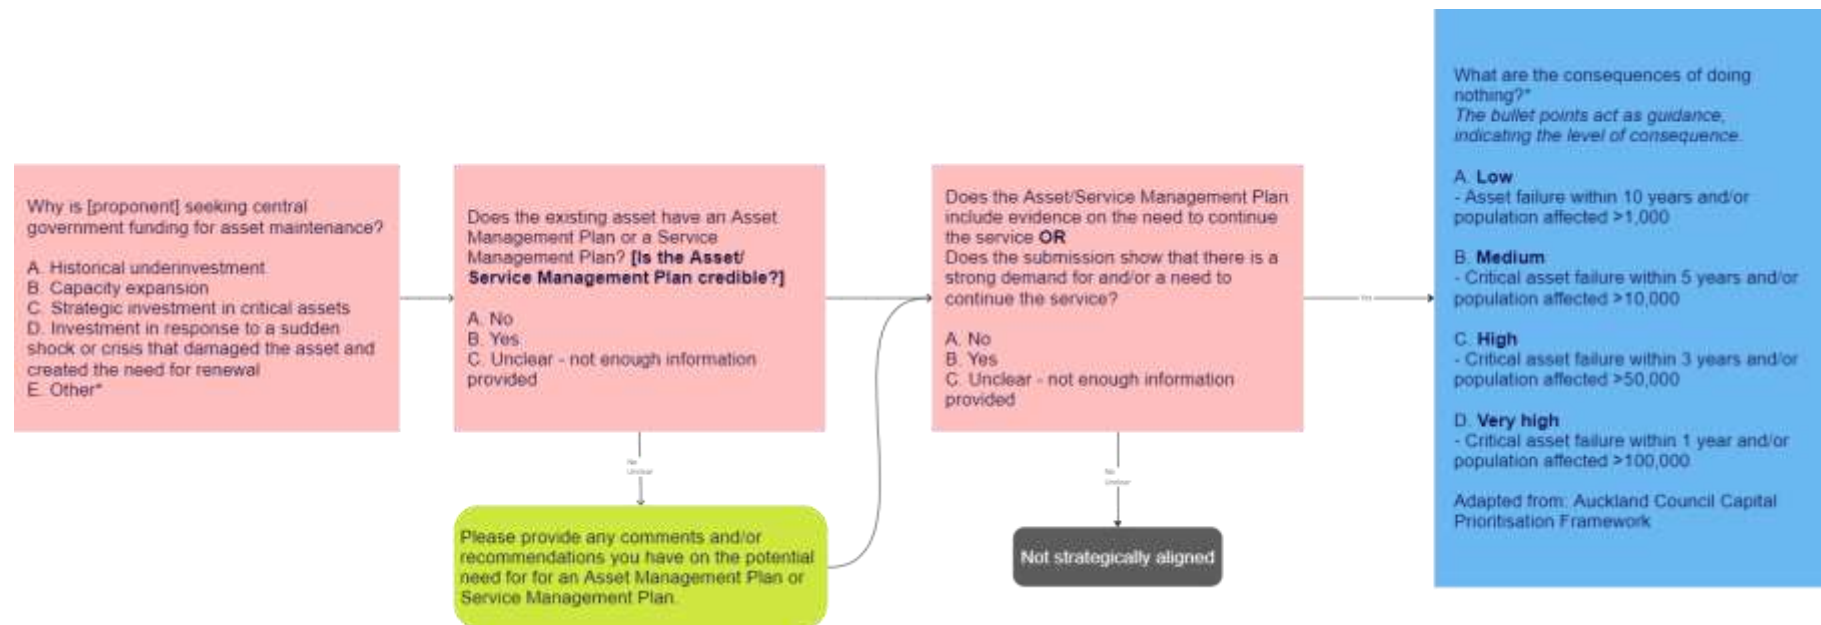 Why is [proponent] seeking central
government funding for asset maintenance?
A. Historical underinvestment
B. Capacity expansion
C. Strategic investment in critical assets
D. Investment in response to a sudden
shock or crisis that damaged the asset and
created the need for renewal
E. Other*
Does the existing asset have an Asset
Management Plan or a Service
Management Plan? [Is the Asset/
Service Management Plan credible?]
A. No
B. Yes
C. Unclear - not enough information
provided
No
Unclear
Please provide any comments and/or
recommendations you have on the potential
need for for an Asset Management Plan or
Service Management Plan.
Does the Asset/Service Management Plan
include evidence on the need to continue
the service OR
Does the submission show that there is a
strong demand for and/or a need to
continue the service?
A. No
B. Yes
C. Unclear - not enough information
provided
No
Unclear
Not strategically aligned
Yes
What are the consequences of doing
nothing?*
The bullet points act as guidance,
indicating the level of consequence.
A. Low
- Asset failure within 10 years and/or
population affected >1,000
B. Medium
- Critical asset failure within 5 years and/or
population affected >10,000
C. High
- Critical asset failure within 3 years and/or
population affected >50,000
D. Very high
- Critical asset failure within 1 year and/or
population affected >100,000
Adapted from: Auckland Council Capital
Prioritisation Framework